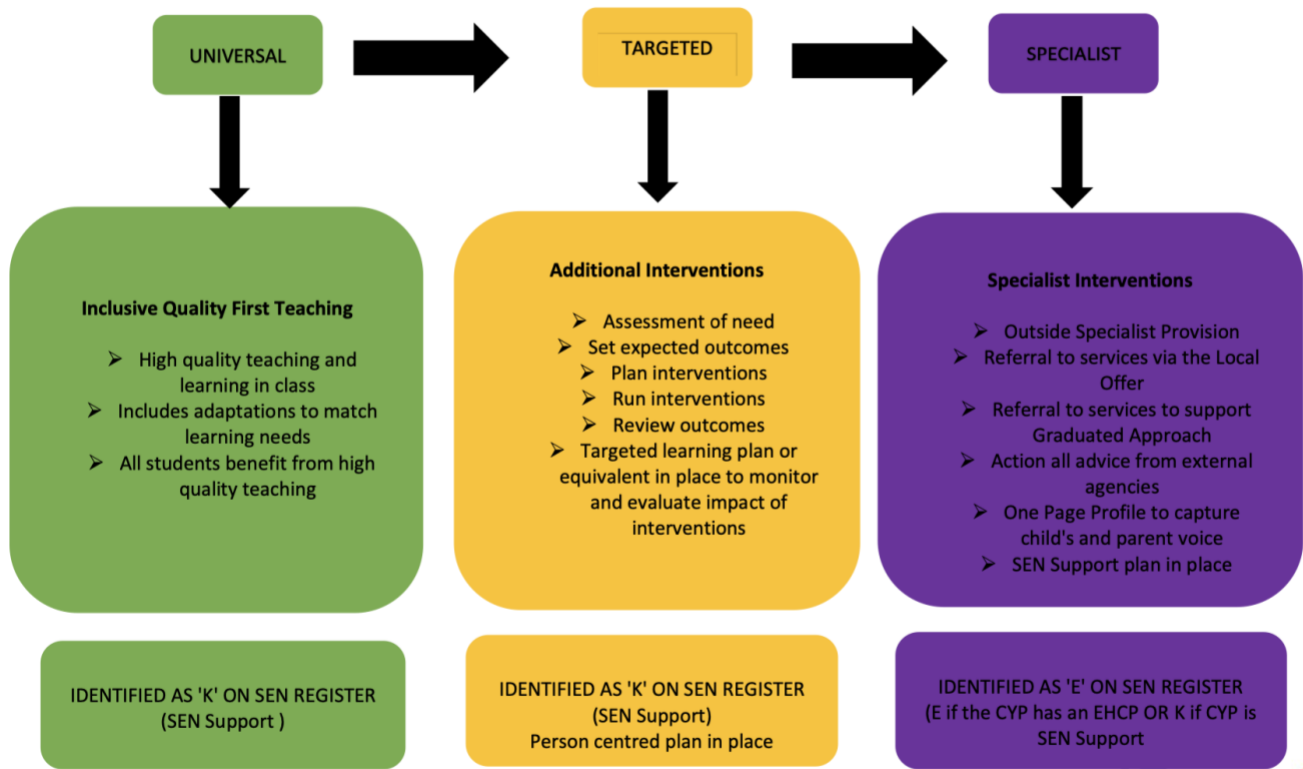 UNIVERSAL
TARGETED
SPECIALIST
Inclusive Quality First Teaching
➢ High quality teaching and
learning in class
➢ Includes adaptations to match
learning needs
➢ All students benefit from high
quality teaching
Additional Interventions
➢ Assessment of need
➢ Set expected outcomes
➢ Plan interventions
➢ Run interventions
➢ Review outcomes
➢ Targeted learning plan or
equivalent in place to monitor
and evaluate impact of
interventions
Specialist Interventions
➢ Outside Specialist Provision
➢ Referral to services via the Local
Offer
➢ Referral to services to support
Graduated Approach
➢ Action all advice from external
agencies
➢ One Page Profile to capture
child's and parent voice
➢ SEN Support plan in place
IDENTIFIED AS 'K' ON SEN REGISTER
(SEN Support )
IDENTIFIED AS 'K' ON SEN REGISTER
(SEN Support)
Person centred plan in place
IDENTIFIED AS 'E' ON SEN REGISTER
(E if the CYP has an EHCP OR K if CYP is
SEN Support